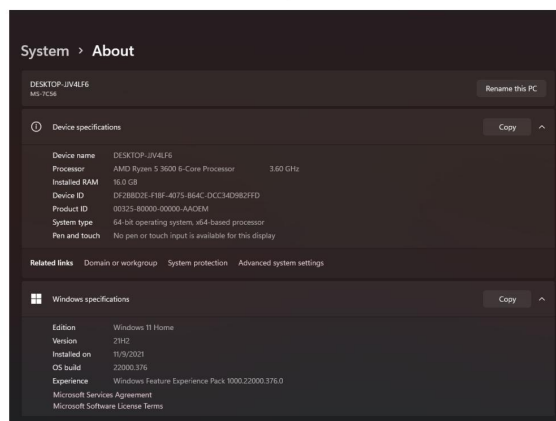 System > About
DESKTOP-JJV4LF6
MS-7C56
Rename this PC
Device specifications
Copy
Device name DESKTOP-JJV4LF6
Processor AMD Ryzen 5 3600 6-Core Processor 3.60 GHz
Installed RAM 16.0 GB
Device ID DF2BBD2E-F18F-4075-B64C-DCC34D9B2FFD
Product ID 00325-80000-00000-AAOEM
System type 64-bit operating system, x64-based processor
Pen and touch No pen or touch input is available for this display
Related links Domain or workgroup System protection Advanced system settings
Windows specifications
Copy
Edition Windows 11 Home
Version 21H2
Installed on 11/9/2021
OS build 22000.376
Experience Windows Feature Experience Pack 1000.22000.376.0
Microsoft Services Agreement
Microsoft Software License Terms